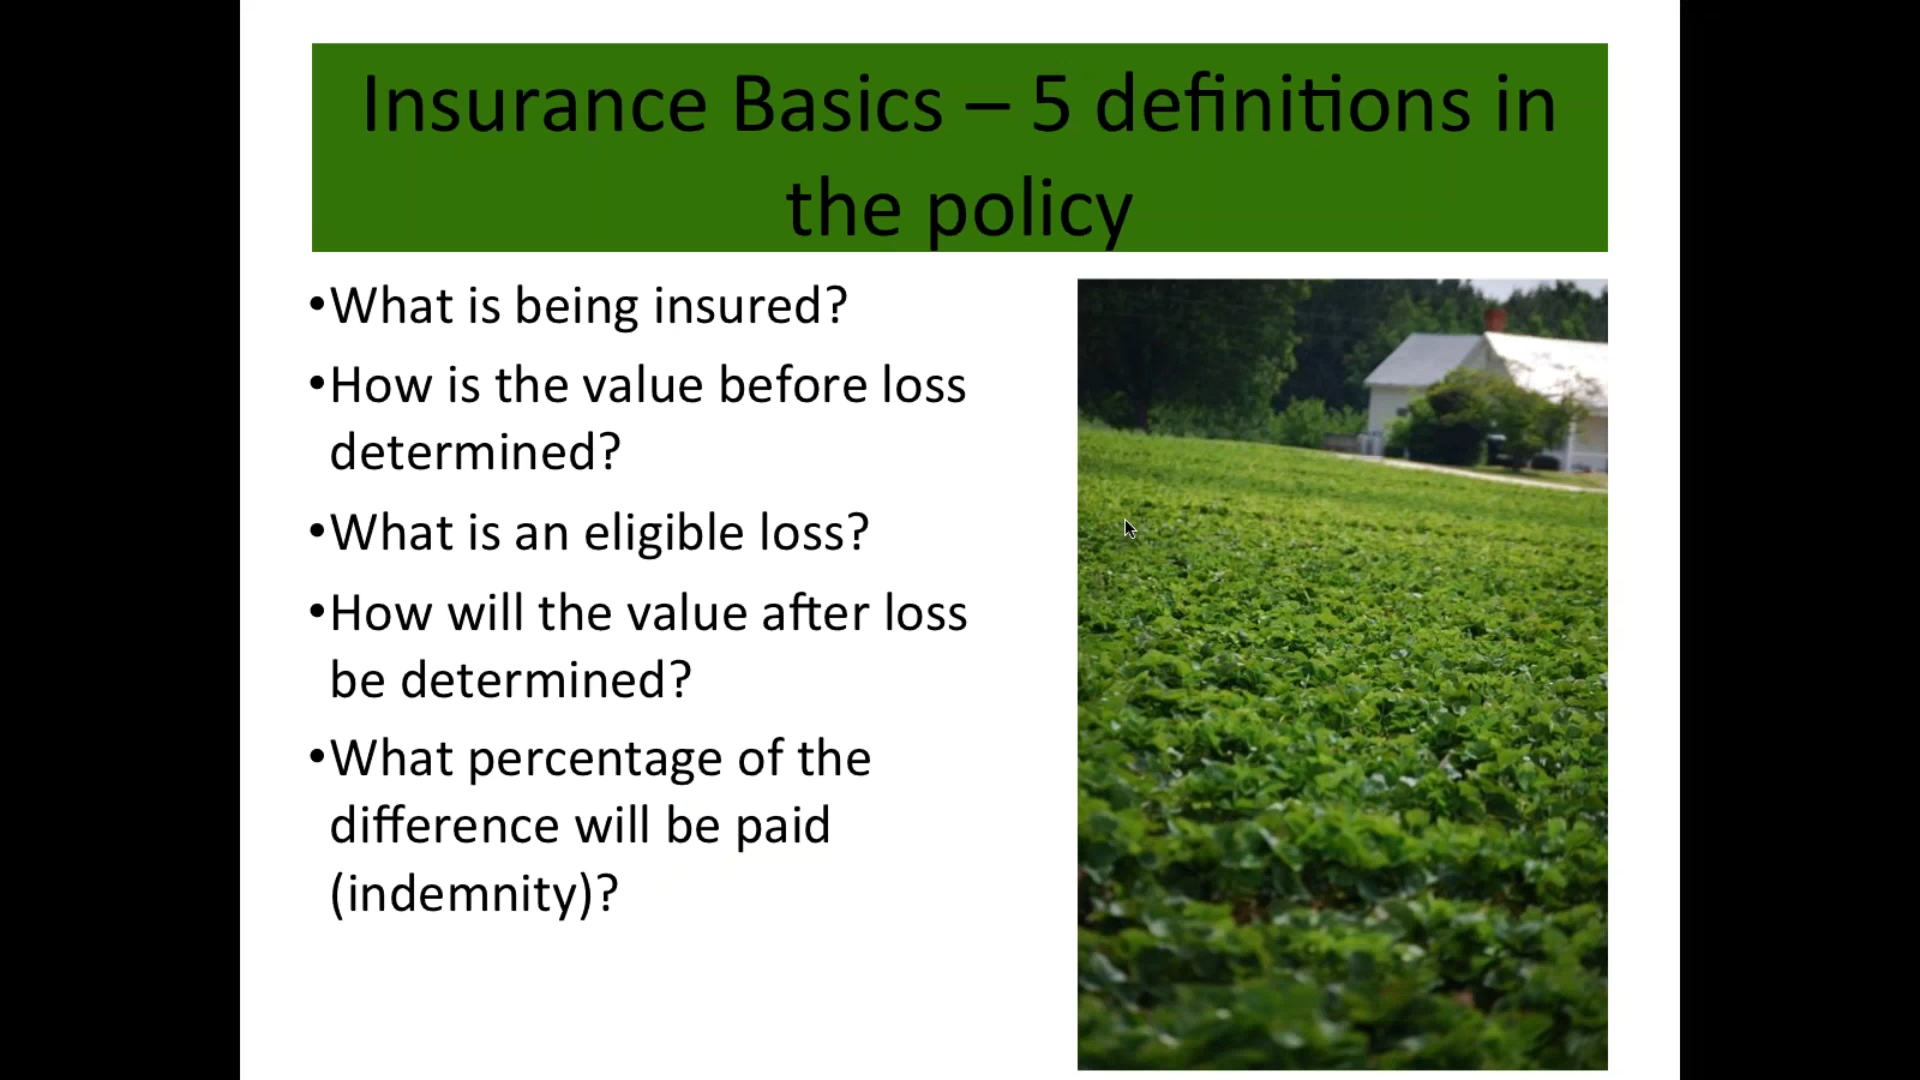 Insurance Basics – 5 definitions in
the policy
•What is being insured?
•How is the value before loss
determined?
•What is an eligible loss?
•How will the value after loss
be determined?
•What percentage of the
difference will be paid
(indemnity)?